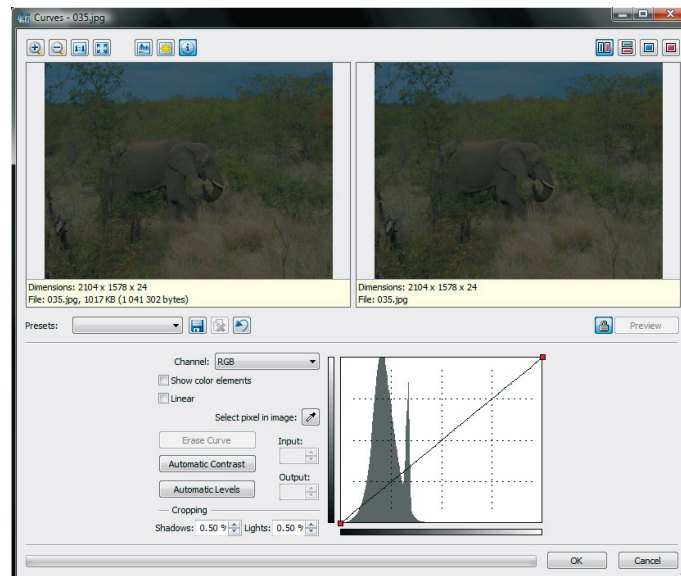 Curves - 035.jpg
1:1
Dimensions: 2104 x 1578 x 24
File: 035.jpg, 1017 KB (1 041 302 bytes)
Dimensions: 2104 x 1578 x 24
File: 035.jpg
Presets:
Preview
Channel: RGB
Show color elements
Linear
Select pixel in image:
Erase Curve
Input:
Automatic Contrast
Output:
Automatic Levels
Cropping
Shadows: 0.50 % Lights: 0.50 %
OK
Cancel